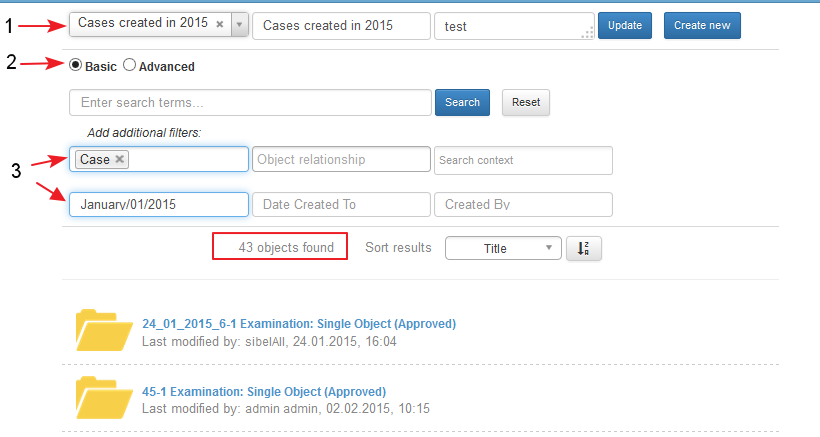 1 Cases created in 2015 × Cases created in 2015 test Update Create new
2 Basic Advanced
Enter search terms... Search Reset
Add additional filters:
3 Case × Object relationship Search context
January/01/2015 Date Created To Created By
43 objects found Sort results Title
24_01_2015_6-1 Examination: Single Object (Approved)
Last modified by: sibelAll, 24.01.2015, 16:04
45-1 Examination: Single Object (Approved)
Last modified by: admin admin, 02.02.2015, 10:15